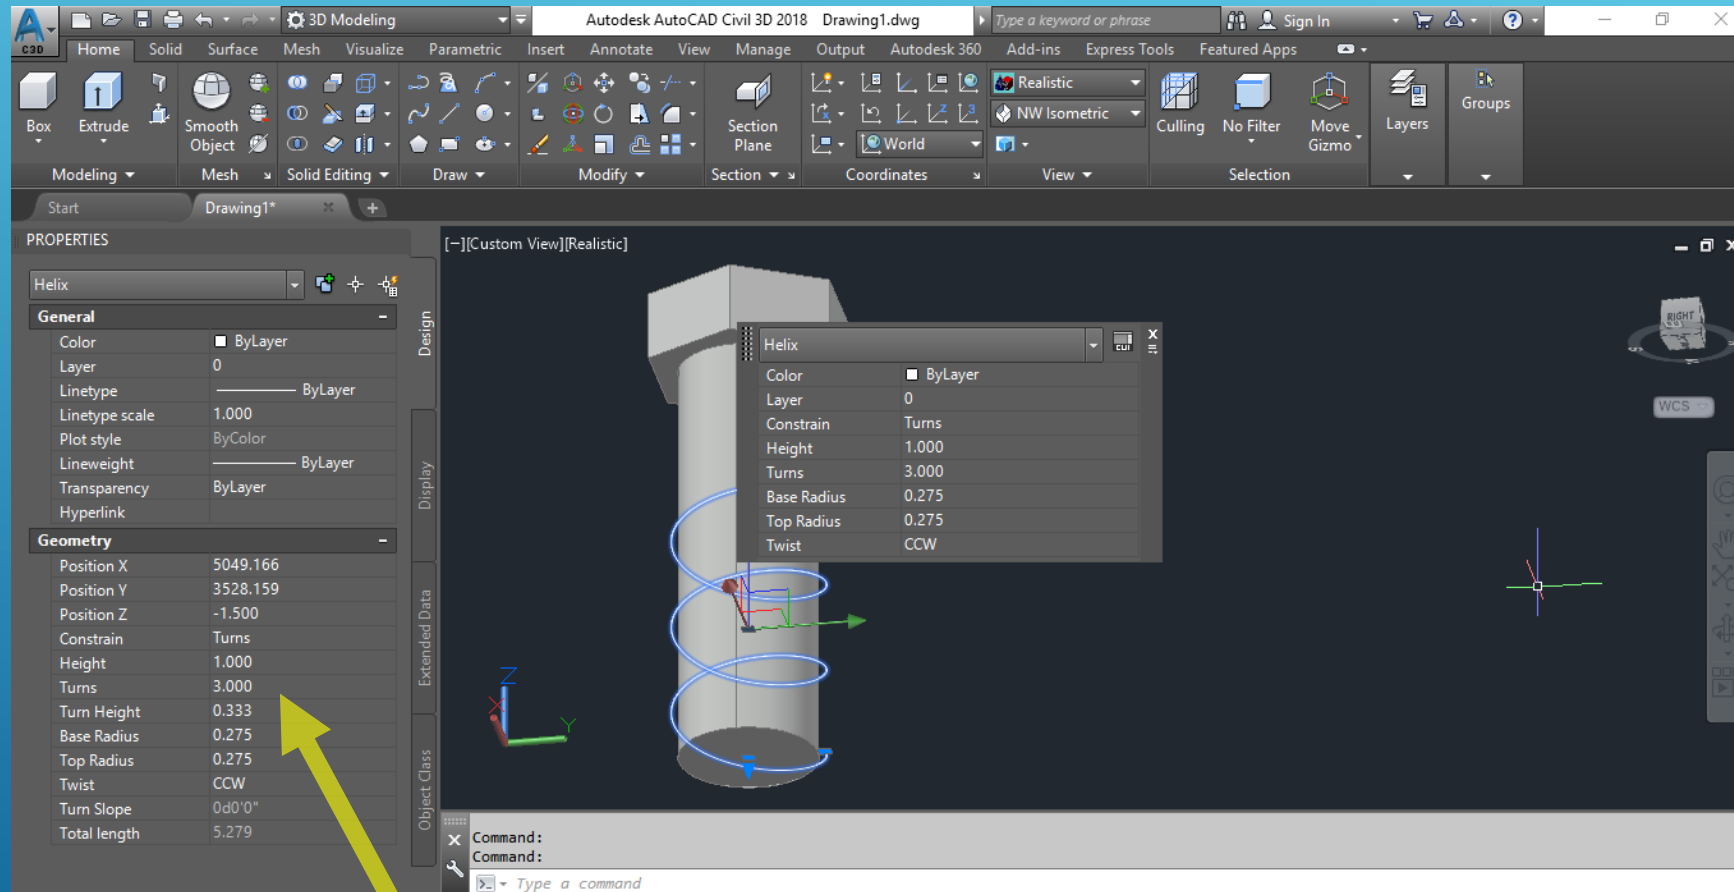 3D Modeling
Autodesk AutoCAD Civil 3D 2018 Drawing1.dwg
Type a keyword or phrase
Sign In
C3D
Home Solid Surface Mesh Visualize Parametric Insert Annotate View Manage Output Autodesk 360 Add-ins Express Tools Featured Apps
Realistic
NW Isometric
World
Box Extrude Smooth Object Section Plane Culling No Filter Move Gizmo Layers Groups
Modeling Mesh Solid Editing Draw Modify Section Coordinates View Selection
Start Drawing1* +
PROPERTIES
Helix
General
Color ByLayer
Layer 0
Linetype ByLayer
Linetype scale 1.000
Plot style ByColor
Lineweight ByLayer
Transparency ByLayer
Hyperlink
Geometry
Position X 5049.166
Position Y 3528.159
Position Z -1.500
Constrain Turns
Height 1.000
Turns 3.000
Turn Height 0.333
Base Radius 0.275
Top Radius 0.275
Twist CCW
Turn Slope 0d0'0"
Total length 5.279
Design
Display
Extended Data
Object Class
[−][Custom View][Realistic]
Helix
CUI
Color ByLayer
Layer 0
Constrain Turns
Height 1.000
Turns 3.000
Base Radius 0.275
Top Radius 0.275
Twist CCW
RIGHT
S
WCS
Z
X
Y
Command:
Command:
Type a command